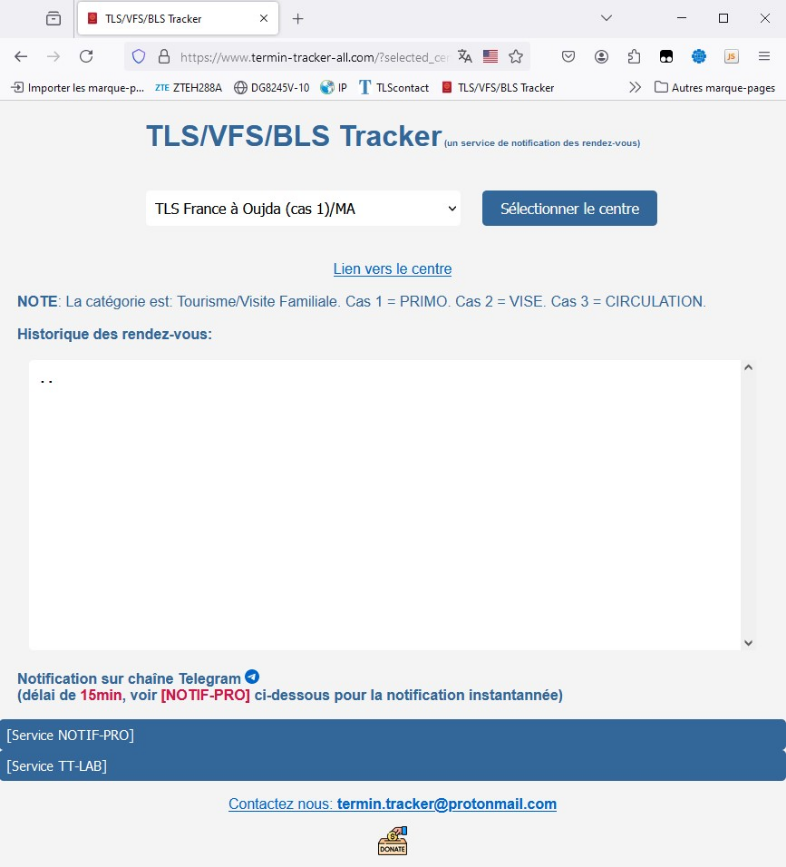 TLS/VFS/BLS Tracker
https://www.termin-tracker-all.com/?selected_ce
Importer les marque-p... ZTE ZTEH288A DG8245V-10 IP T TLScontact TLS/VFS/BLS Tracker Autres marque-pages
TLS/VFS/BLS Tracker (un service de notification des rendez-vous)
TLS France à Oujda (cas 1)/MA Sélectionner le centre
Lien vers le centre
NOTE: La catégorie est: Tourisme/Visite Familiale. Cas 1 = PRIMO. Cas 2 = VISE. Cas 3 = CIRCULATION.
Historique des rendez-vous:
..
Notification sur chaîne Telegram
(délai de 15min, voir [NOTIF-PRO] ci-dessous pour la notification instantannée)
[Service NOTIF-PRO]
[Service TT-LAB]
Contactez nous: termin.tracker@protonmail.com
DONATE